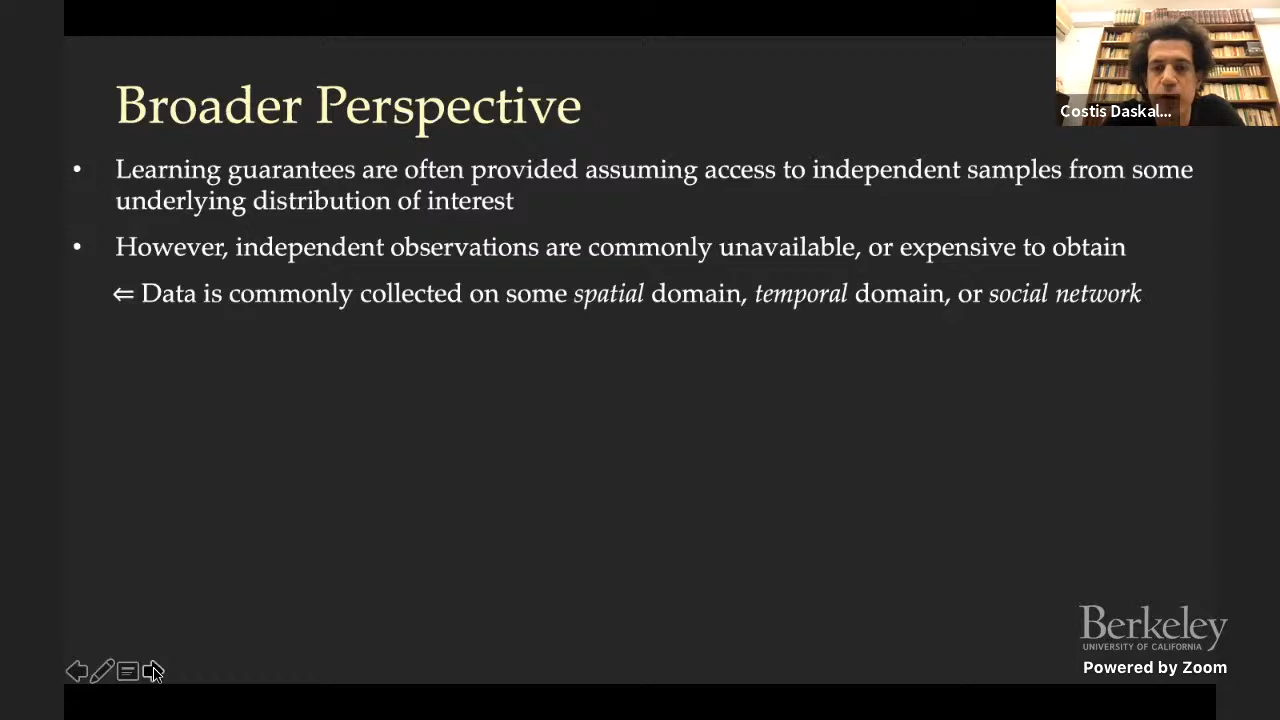 Broader Perspective
• Learning guarantees are often provided assuming access to independent samples from some
underlying distribution of interest
• However, independent observations are commonly unavailable, or expensive to obtain
⇐ Data is commonly collected on some spatial domain, temporal domain, or social network
Costis Daskal...
Berkeley
UNIVERSITY OF CALIFORNIA
Powered by Zoom